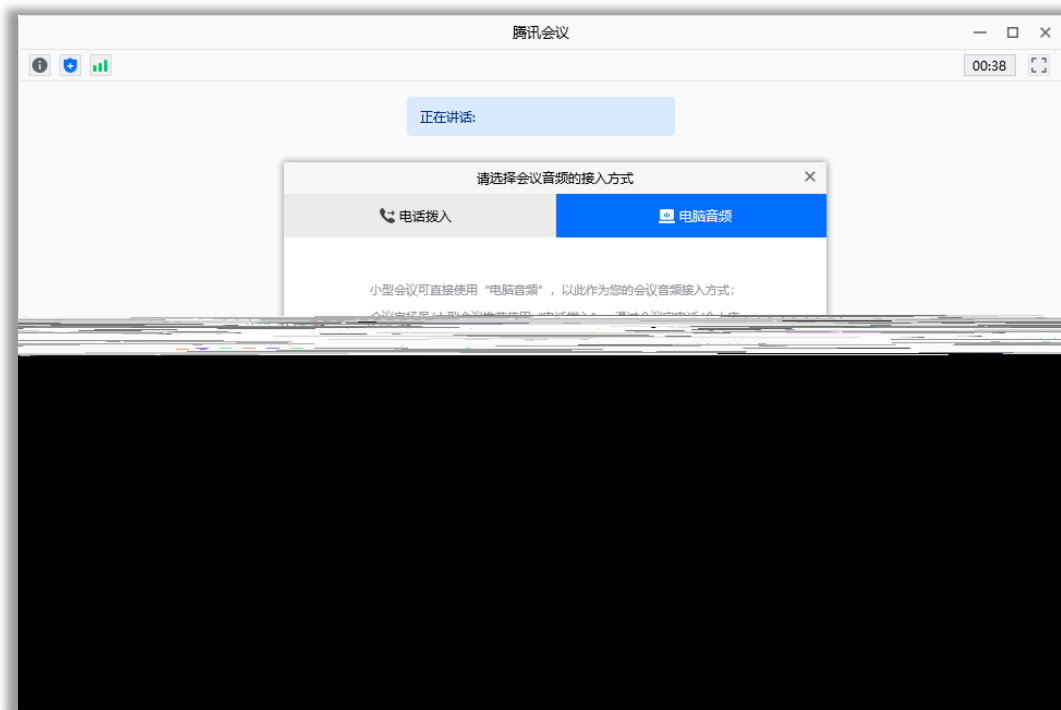 腾讯会议
00:38
正在讲话:
请选择会议音频的接入方式
电话拨入
电脑音频
小型会议可直接使用“电脑音频”，以此作为您的会议音频接入方式；